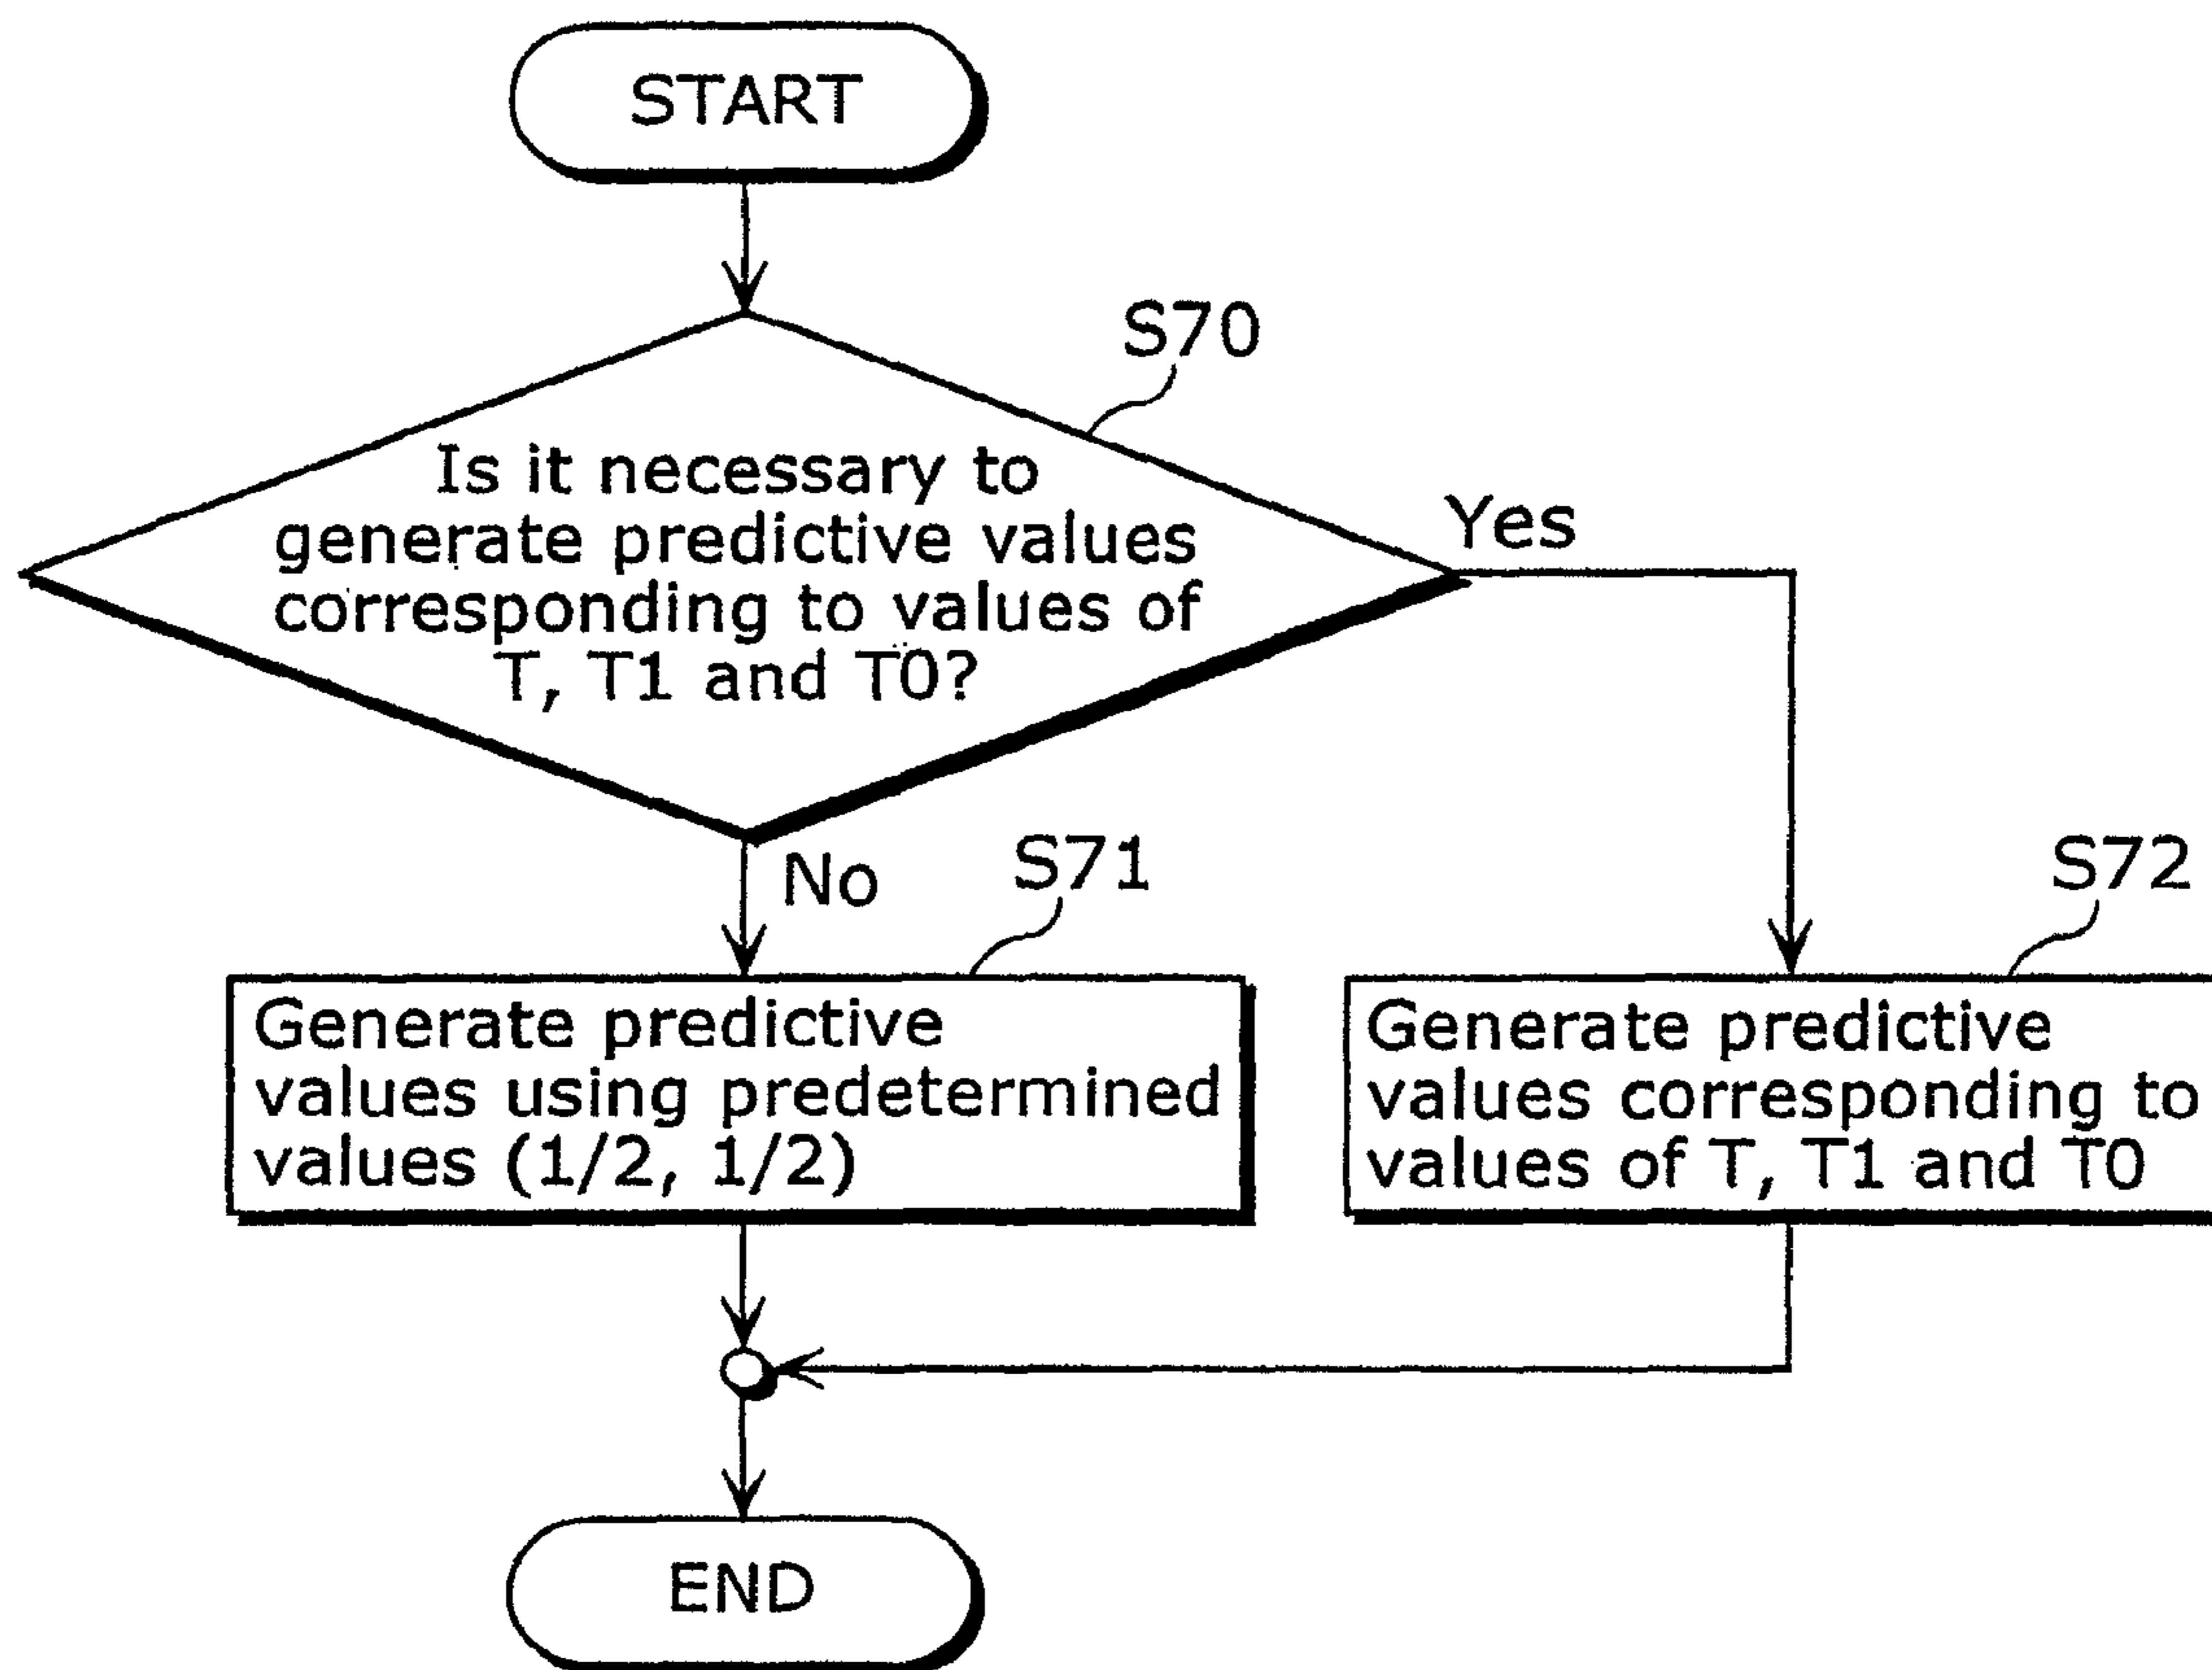 START
S70
Is it necessary to
generate predictive values
corresponding to values of
T, T1 and T0?
Yes
No
S71
S72
Generate predictive
values using predetermined
values (1/2, 1/2)
Generate predictive
values corresponding to
values of T, T1 and T0
END